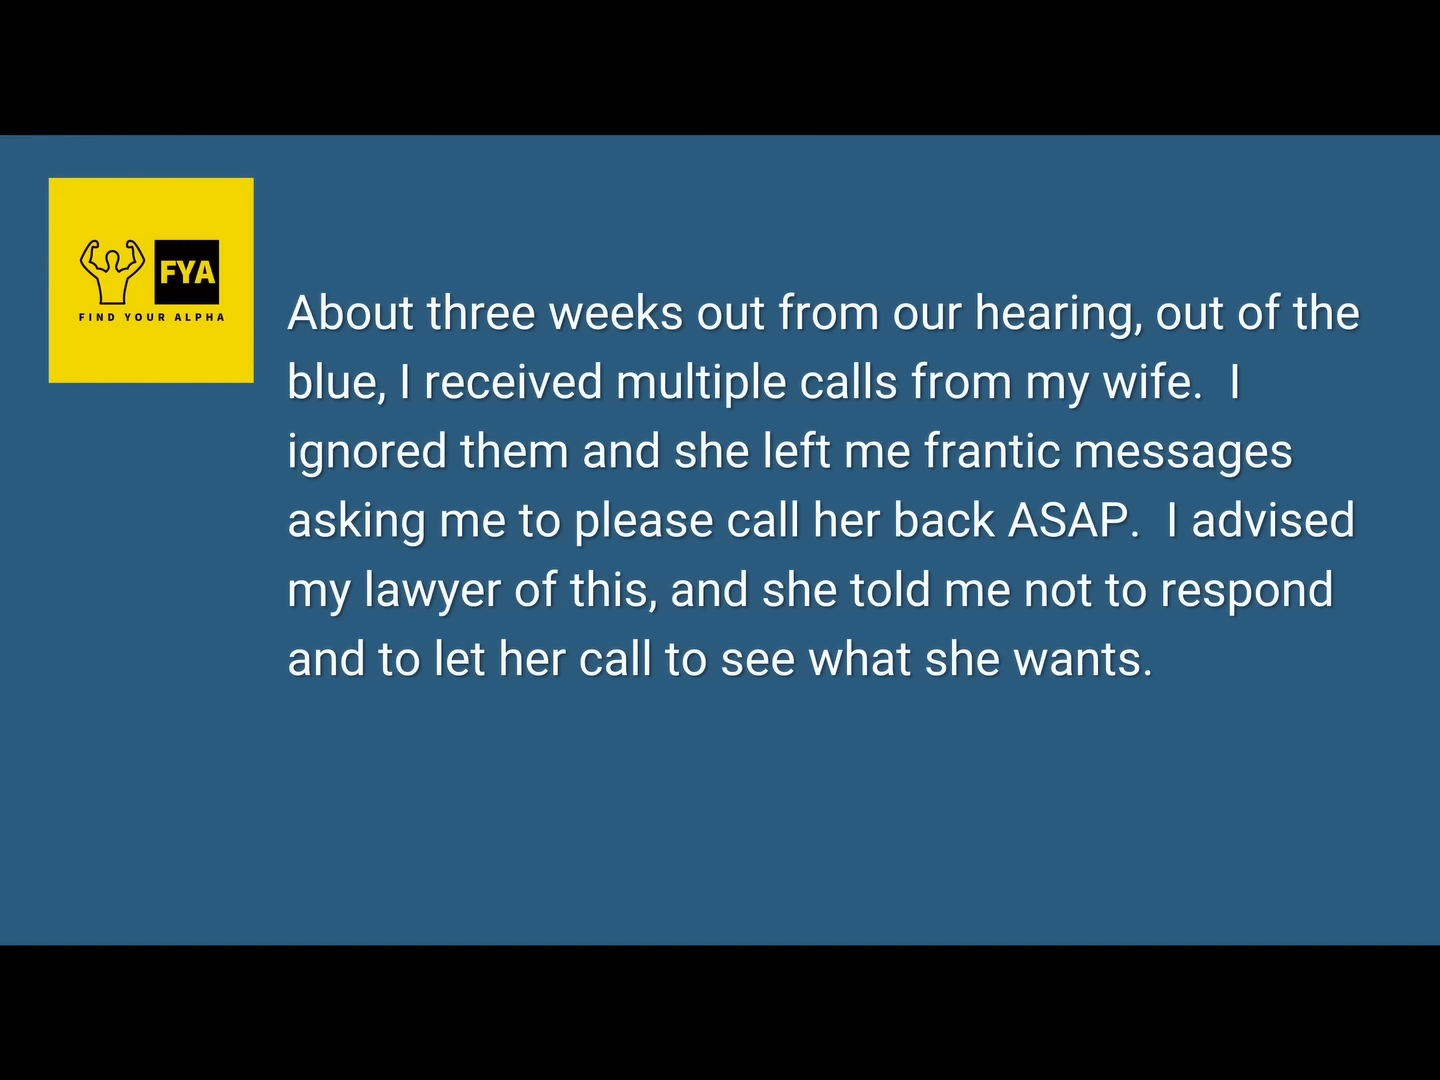 FYA
FIND YOUR ALPHA
About three weeks out from our hearing, out of the
blue, I received multiple calls from my wife.  I
ignored them and she left me frantic messages
asking me to please call her back ASAP.  I advised
my lawyer of this, and she told me not to respond
and to let her call to see what she wants.